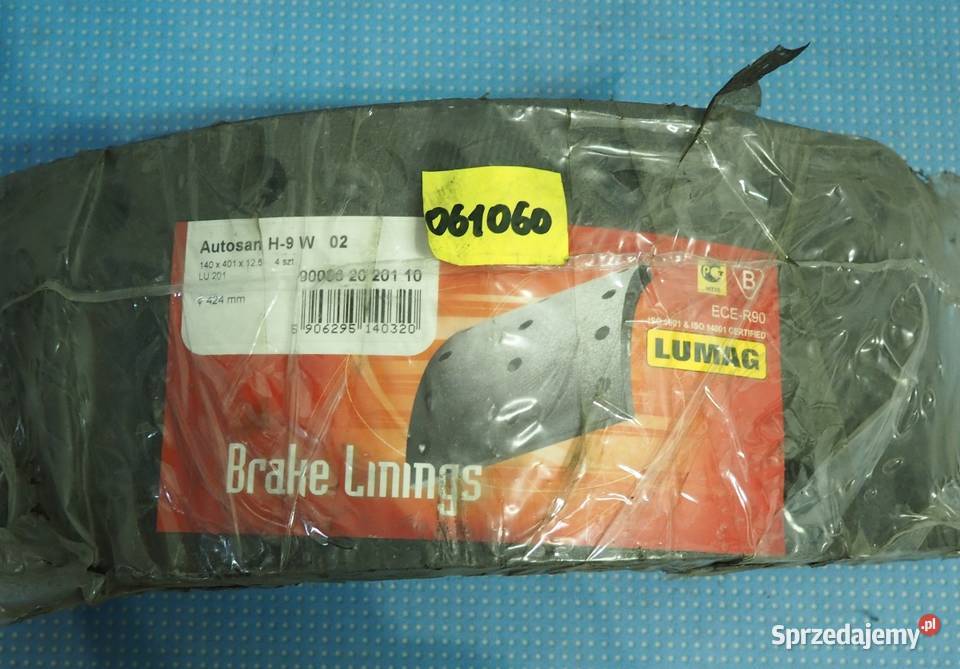 061060
Autosan H-9 W 02
140 x 401 x 12.5 4 szt
LU 201
90006 20 201 10
φ 424 mm
5 906295 140320
B
ECE-R90
ISO 9001 & ISO 14001 CERTIFIED
LUMAG
Brake Linings
Sprzedajemy.pl